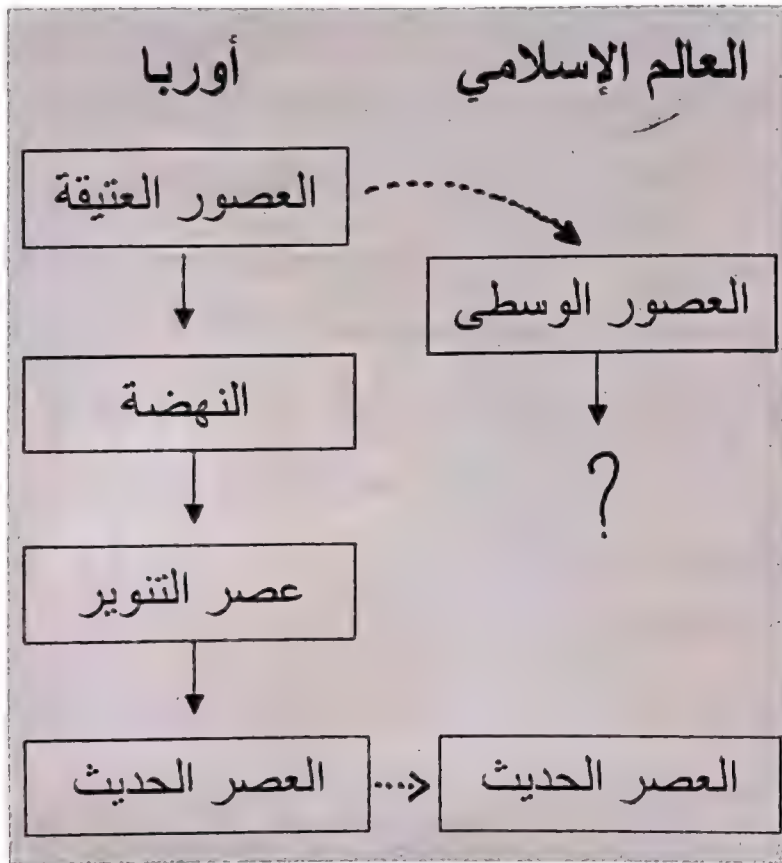 العالم الإسلامي
أوربا
العصور العتيقة
العصور الوسطى
النهضة
?
عصر التنوير
العصر الحديث
العصر الحديث